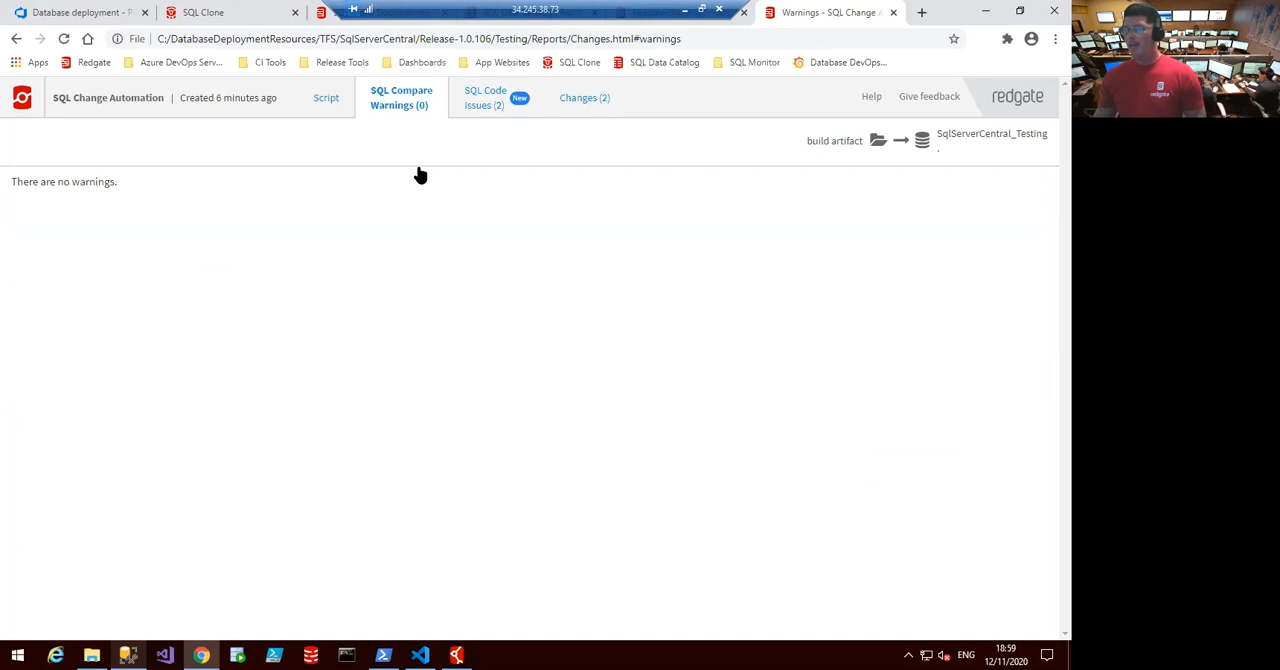 Database deployment - P
SQL Clone
34.245.38.73
Warnings - SQL Change A
File
C:/DatabaseDeploymentResources/TFS/SqlServerCentral/Release-1.0.106/Testing/Reports/Changes.html#warnings
Apps
Redgate
Azure DevOps Serv...
CI Tools
Release Tools
Dashboards
App Websites
SQL Clone
SQL Data Catalog
SQL Monitor
Database DevOps...
SQL Change Automation
Created 6 minutes ago
Script
SQL Compare
Warnings (0)
SQL Code
Issues (2)
New
Changes (2)
Help
Give feedback
redgate
build artifact
SqlServerCentral_Testing
.
There are no warnings.
redgate
ENG
18:59
12/11/2020